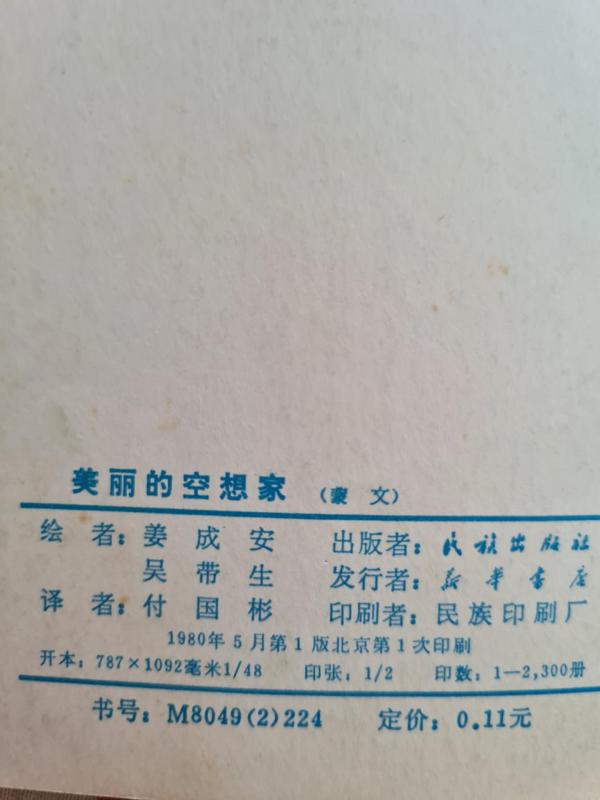 美丽的空想家 （蒙 文）
绘 者：姜 成 安 出版者：民族出版社
吴 带 生 发行者：新华书店
译 者：付 国 彬 印刷者：民族印刷厂
1980年5月第1版北京第1次印刷
开本：787×1092毫米1/48 印张：1/2 印数：1—2,300册
书号：M8049(2)224 定价：0.11元